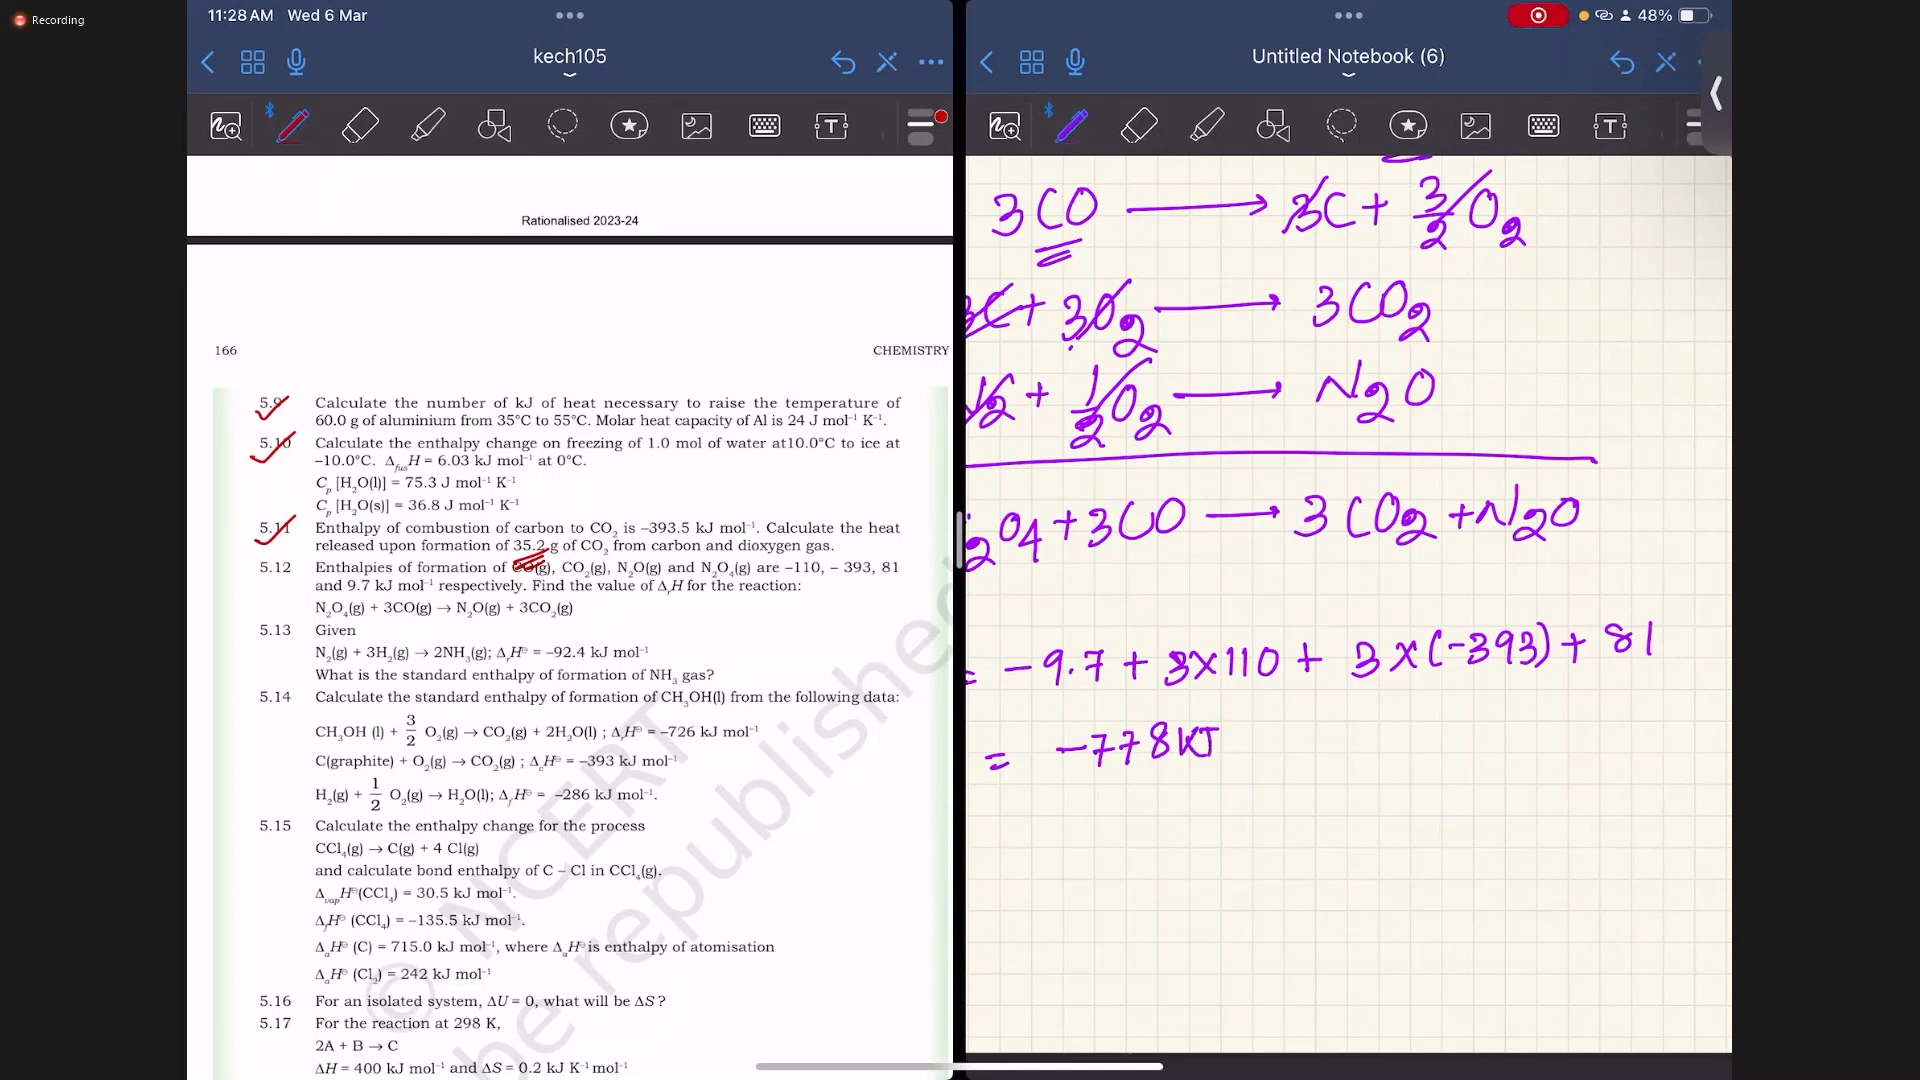 Recording
11:28 AM Wed 6 Mar
48%
kech105
Untitled Notebook (6)
Rationalised 2023-24
166
CHEMISTRY
5.9 Calculate the number of kJ of heat necessary to raise the temperature of
60.0 g of aluminium from 35°C to 55°C. Molar heat capacity of Al is 24 J mol⁻¹ K⁻¹.
5.10 Calculate the enthalpy change on freezing of 1.0 mol of water at10.0°C to ice at
–10.0°C. Δfus H = 6.03 kJ mol⁻¹ at 0°C.
Cp [H₂O(l)] = 75.3 J mol⁻¹ K⁻¹
Cp [H₂O(s)] = 36.8 J mol⁻¹ K⁻¹
5.11 Enthalpy of combustion of carbon to CO₂ is –393.5 kJ mol⁻¹. Calculate the heat
released upon formation of 35.2 g of CO₂ from carbon and dioxygen gas.
5.12 Enthalpies of formation of CO(g), CO₂(g), N₂O(g) and N₂O₄(g) are –110, – 393, 81
and 9.7 kJ mol⁻¹ respectively. Find the value of ΔrH for the reaction:
N₂O₄(g) + 3CO(g) → N₂O(g) + 3CO₂(g)
5.13 Given
N₂(g) + 3H₂(g) → 2NH₃(g); ΔrH⊖ = –92.4 kJ mol⁻¹
What is the standard enthalpy of formation of NH₃ gas?
5.14 Calculate the standard enthalpy of formation of CH₃OH(l) from the following data:
CH₃OH (l) + 3/2 O₂(g) → CO₂(g) + 2H₂O(l) ; ΔrH⊖ = –726 kJ mol⁻¹
C(graphite) + O₂(g) → CO₂(g) ; ΔcH⊖ = –393 kJ mol⁻¹
H₂(g) + 1/2 O₂(g) → H₂O(l); ΔfH⊖ = –286 kJ mol⁻¹.
5.15 Calculate the enthalpy change for the process
CCl₄(g) → C(g) + 4 Cl(g)
and calculate bond enthalpy of C – Cl in CCl₄(g).
ΔvapH⊖(CCl₄) = 30.5 kJ mol⁻¹.
ΔfH⊖ (CCl₄) = –135.5 kJ mol⁻¹.
ΔaH⊖ (C) = 715.0 kJ mol⁻¹, where ΔaH⊖ is enthalpy of atomisation
ΔaH⊖ (Cl₂) = 242 kJ mol⁻¹
5.16 For an isolated system, ΔU = 0, what will be ΔS ?
5.17 For the reaction at 298 K,
2A + B → C
ΔH = 400 kJ mol⁻¹ and ΔS = 0.2 kJ K⁻¹ mol⁻¹
© NCERT
be republished
3CO → 3C + 3/2 O₂
3C + 3O₂ → 3CO₂
N₂ + 1/2 O₂ → N₂O
₂O₄ + 3CO → 3CO₂ + N₂O
= -9.7 + 3×110 + 3×(-393) + 81
= -778 kJ